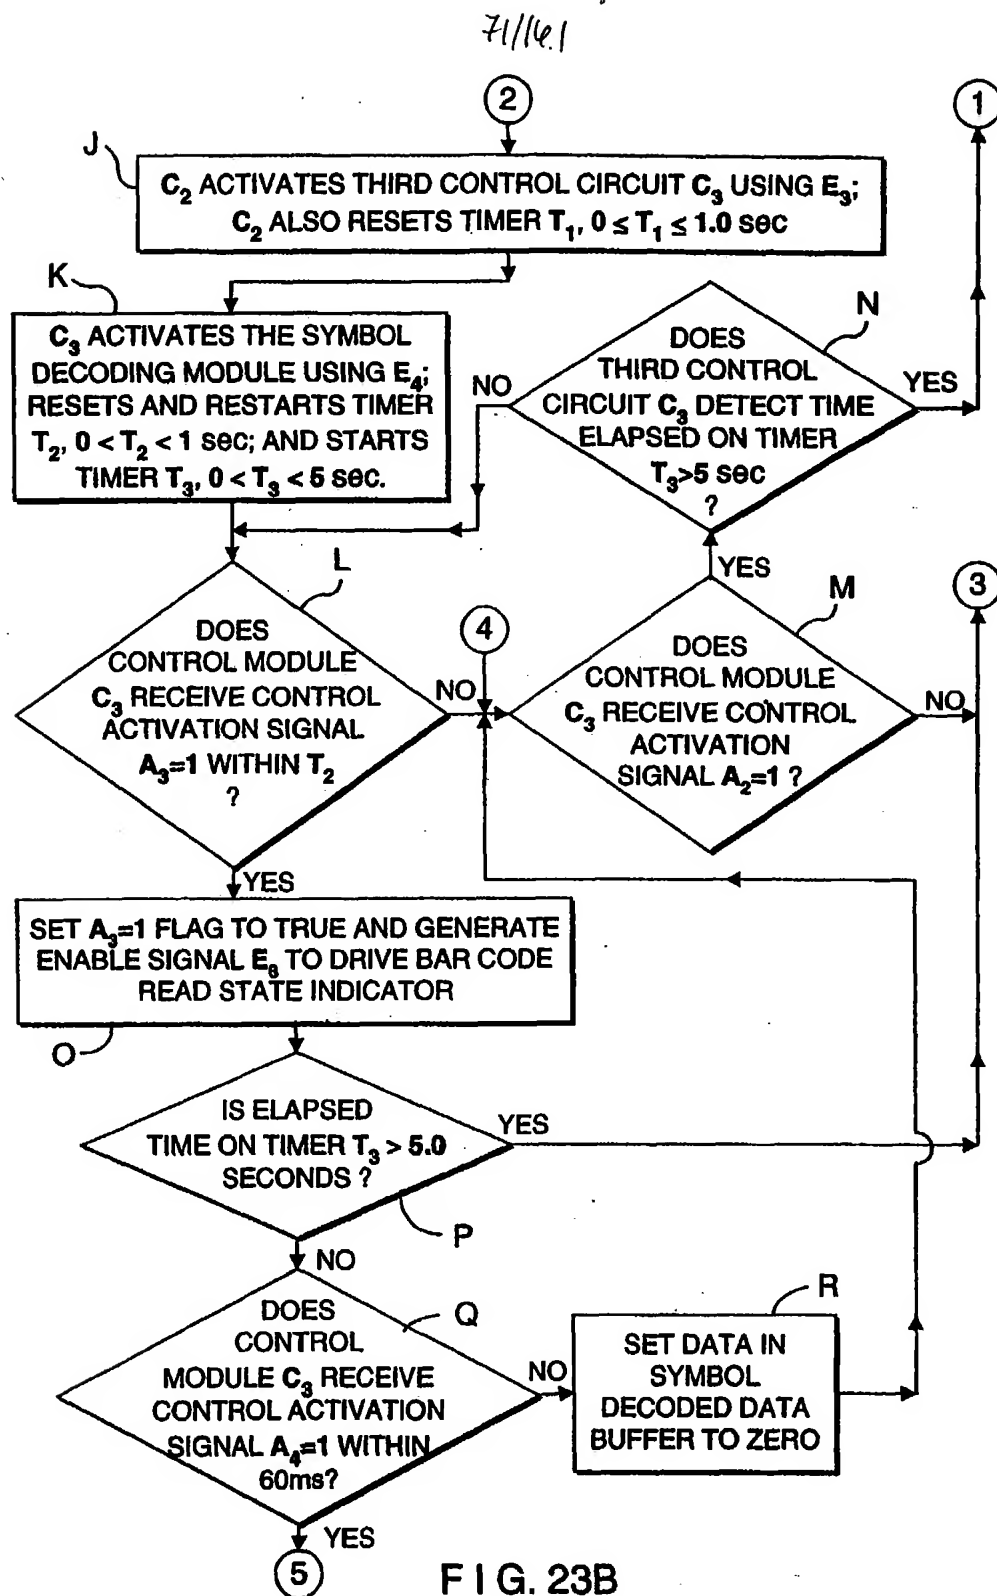 71/141
2
1
J
C2 ACTIVATES THIRD CONTROL CIRCUIT C3 USING E3;
C2 ALSO RESETS TIMER T1, 0 ≤ T1 ≤ 1.0 sec
K
C3 ACTIVATES THE SYMBOL
DECODING MODULE USING E4;
RESETS AND RESTARTS TIMER
T2, 0 < T2 < 1 sec; AND STARTS
TIMER T3, 0 < T3 < 5 sec.
N
DOES
THIRD CONTROL
CIRCUIT C3 DETECT TIME
ELAPSED ON TIMER
T3>5 sec
?
NO
YES
L
DOES
CONTROL MODULE
C3 RECEIVE CONTROL
ACTIVATION SIGNAL
A3=1 WITHIN T2
?
NO
YES
4
YES
M
3
DOES
CONTROL MODULE
C3 RECEIVE CONTROL
ACTIVATION
SIGNAL A2=1 ?
NO
SET A3=1 FLAG TO TRUE AND GENERATE
ENABLE SIGNAL E8 TO DRIVE BAR CODE
READ STATE INDICATOR
O
IS ELAPSED
TIME ON TIMER T3 > 5.0
SECONDS ?
YES
P
NO
Q
DOES
CONTROL
MODULE C3 RECEIVE
CONTROL ACTIVATION
SIGNAL A4=1 WITHIN
60ms?
NO
R
SET DATA IN
SYMBOL
DECODED DATA
BUFFER TO ZERO
YES
5
FIG. 23B